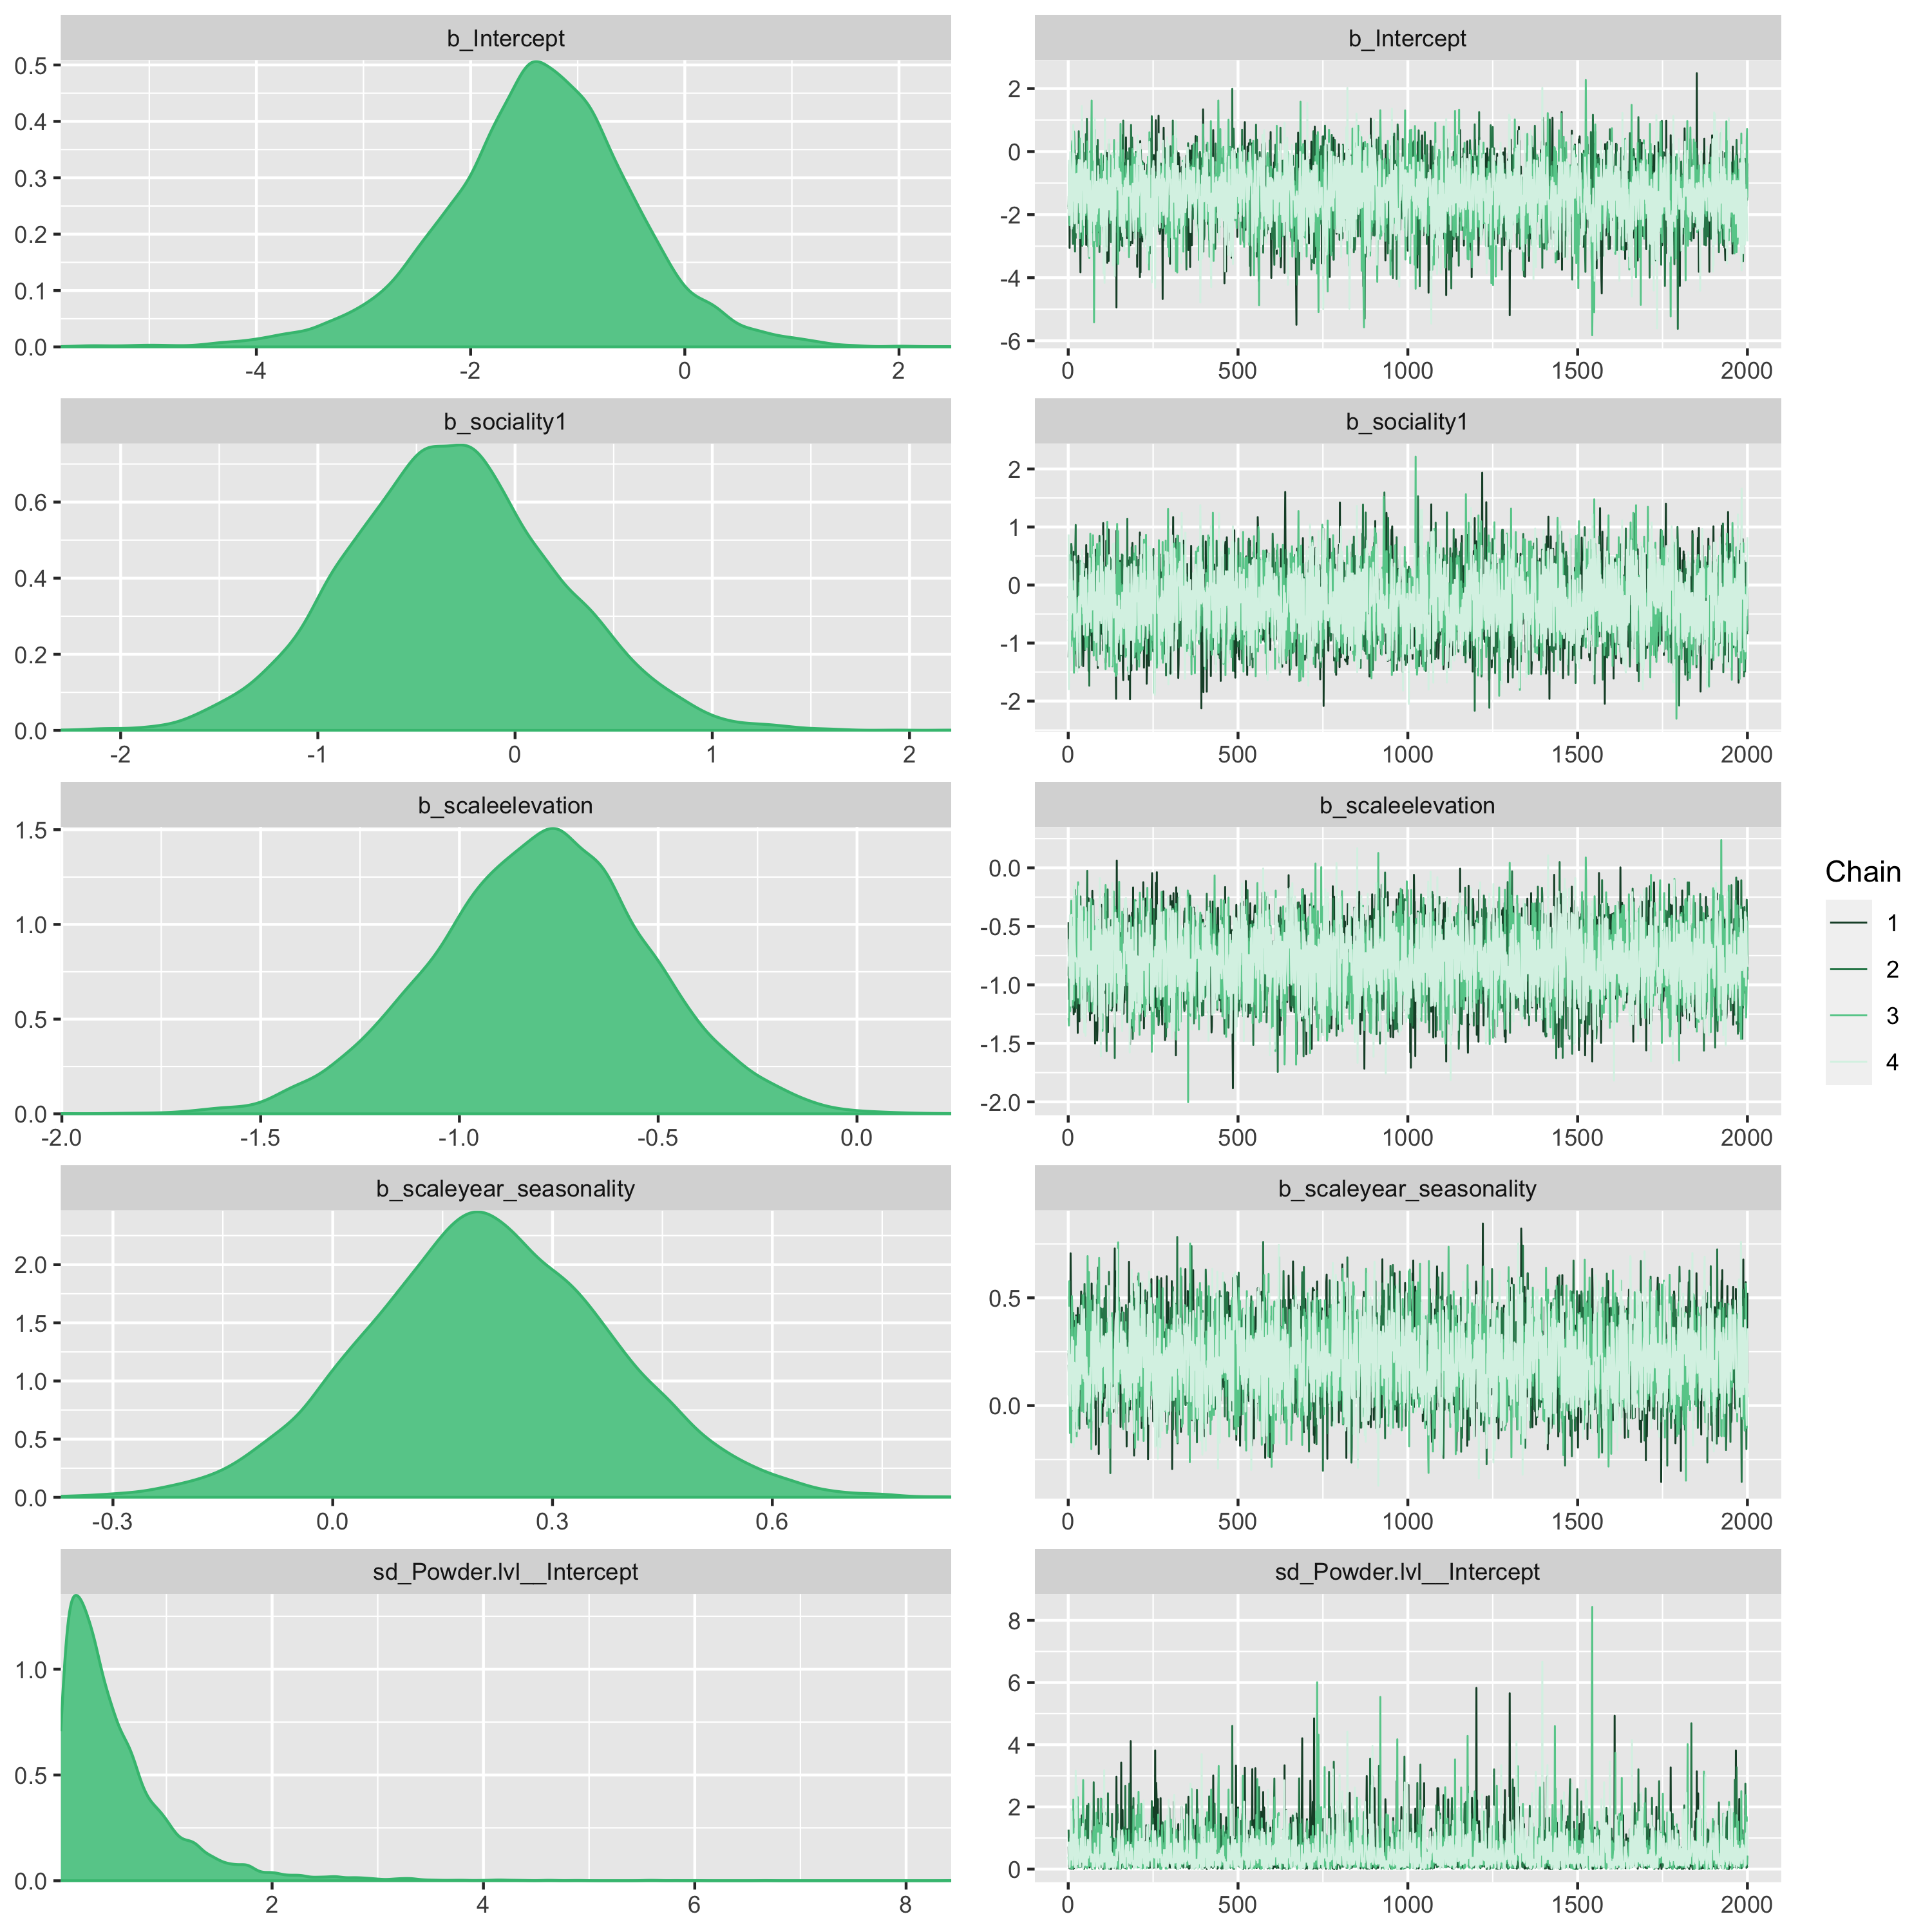 b_Intercept
b_Intercept
0.5
0.4
0.3
0.2
0.1
0.0
-4 -2 0 2
2
0
-2
-4
-6
0 500 1000 1500 2000
b_sociality1
b_sociality1
0.6
0.4
0.2
0.0
-2 -1 0 1 2
2
1
0
-1
-2
0 500 1000 1500 2000
b_scaleelevation
b_scaleelevation
1.5
1.0
0.5
0.0
-2.0 -1.5 -1.0 -0.5 0.0
0.0
-0.5
-1.0
-1.5
-2.0
0 500 1000 1500 2000
Chain
1
2
3
4
b_scaleyear_seasonality
b_scaleyear_seasonality
2.0
1.5
1.0
0.5
0.0
-0.3 0.0 0.3 0.6
0.5
0.0
0 500 1000 1500 2000
sd_Powder.lvl__Intercept
sd_Powder.lvl__Intercept
1.0
0.5
0.0
2 4 6 8
8
6
4
2
0
0 500 1000 1500 2000